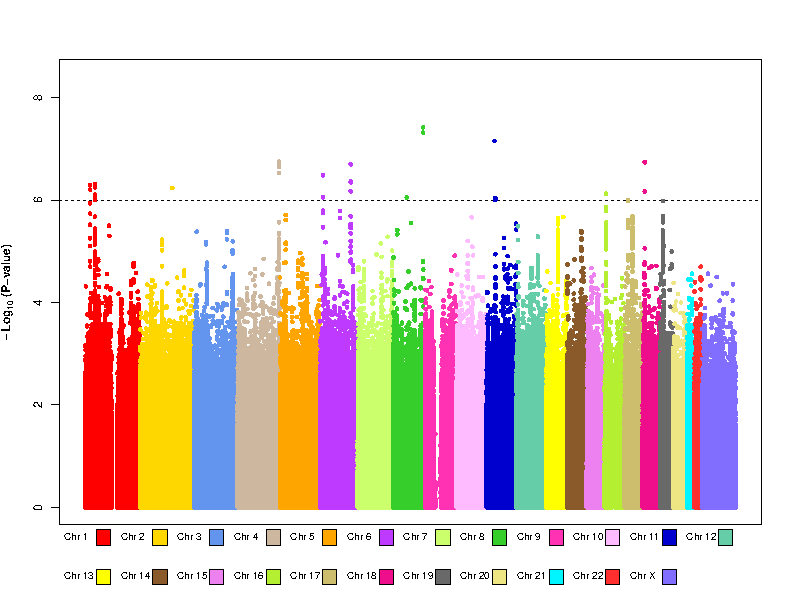 8
6
4
2
0
−Log10 (P−value)
Chr 1 Chr 2 Chr 3 Chr 4 Chr 5 Chr 6 Chr 7 Chr 8 Chr 9 Chr 10 Chr 11 Chr 12
Chr 13 Chr 14 Chr 15 Chr 16 Chr 17 Chr 18 Chr 19 Chr 20 Chr 21 Chr 22 Chr X